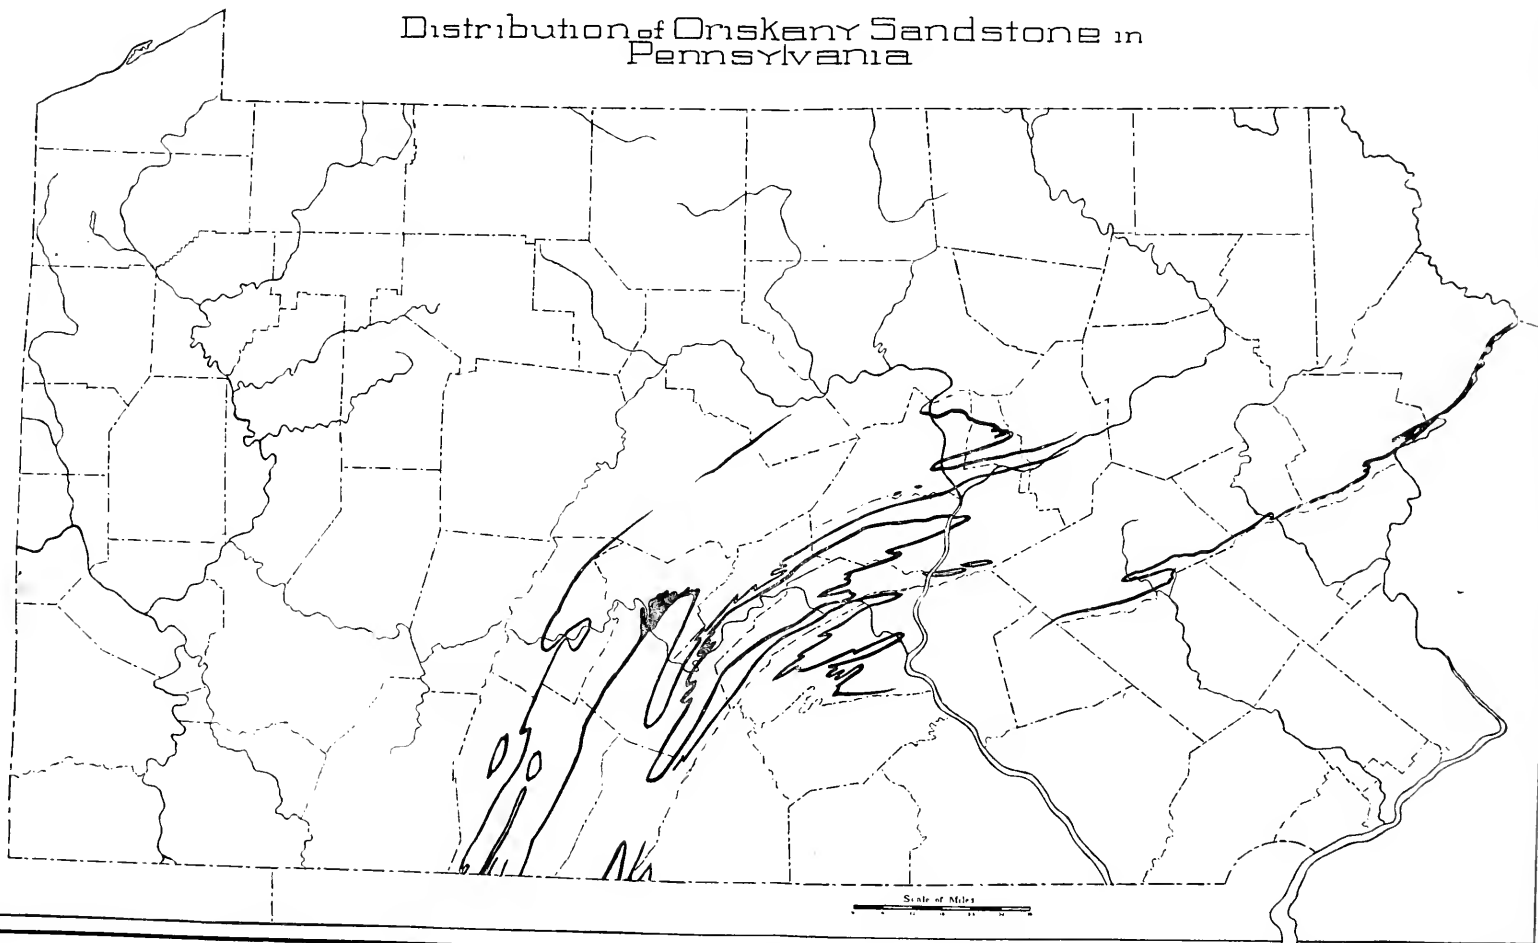 Distribution of Oriskany Sandstone in
Pennsylvania
Scale of Miles